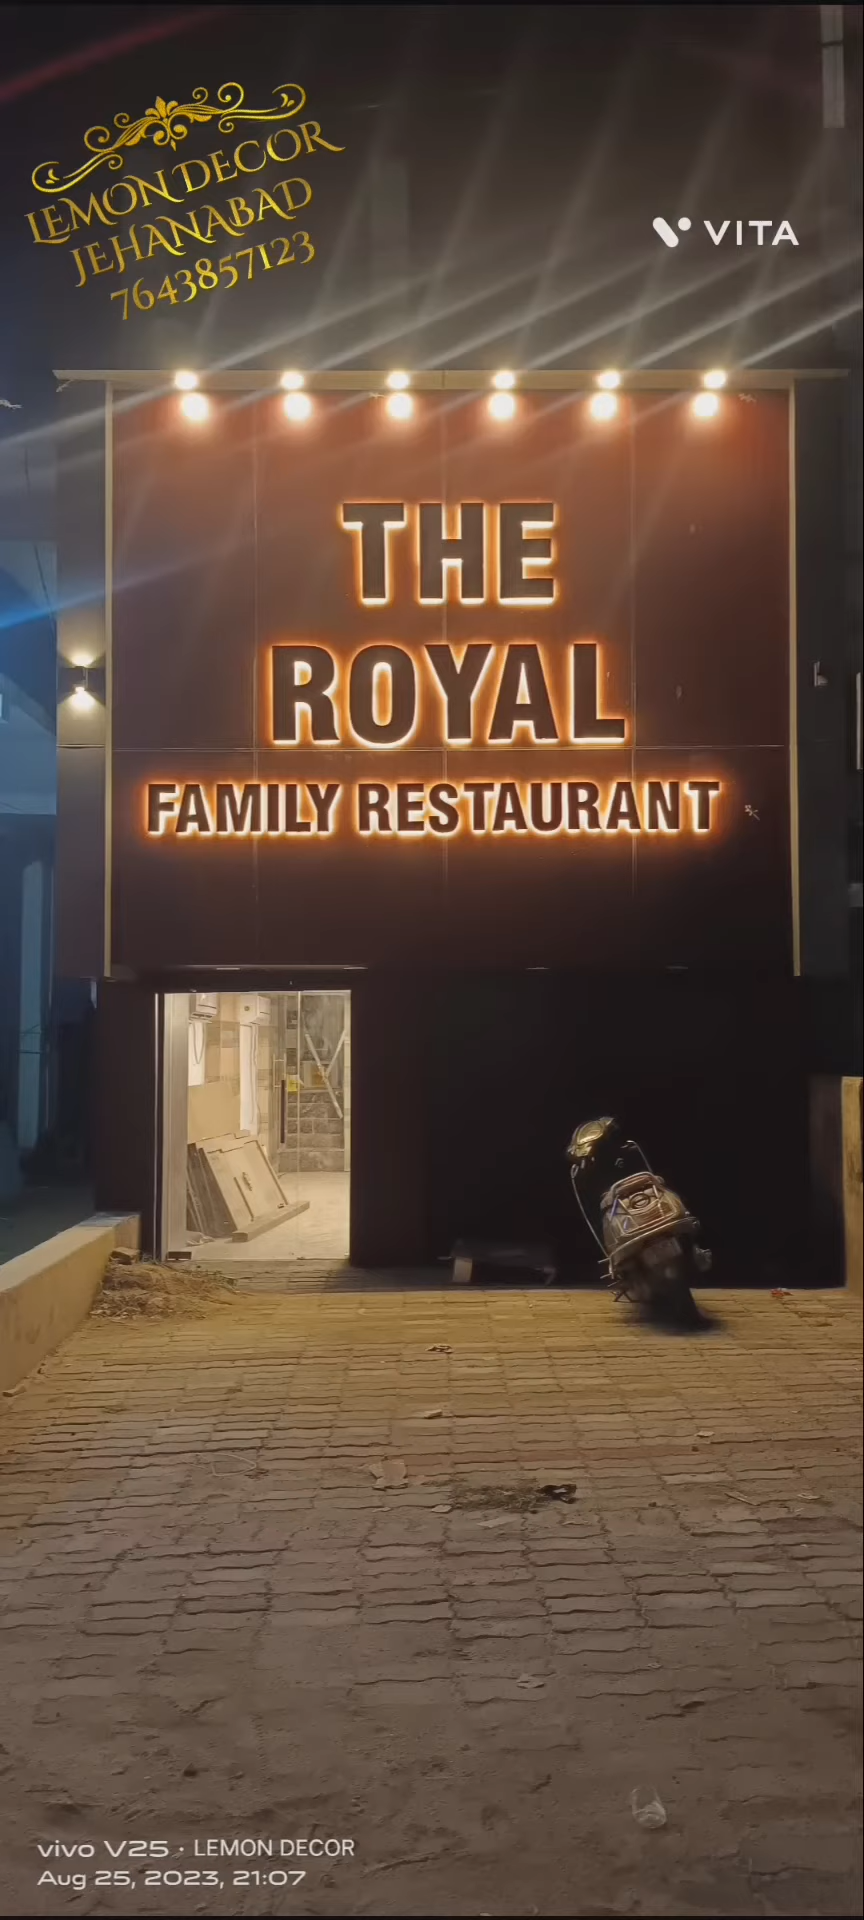 LEMON DECOR
JEHANABAD
7643857123
VITA
THE
ROYAL
FAMILY RESTAURANT
vivo V25 · LEMON DECOR
Aug 25, 2023, 21:07